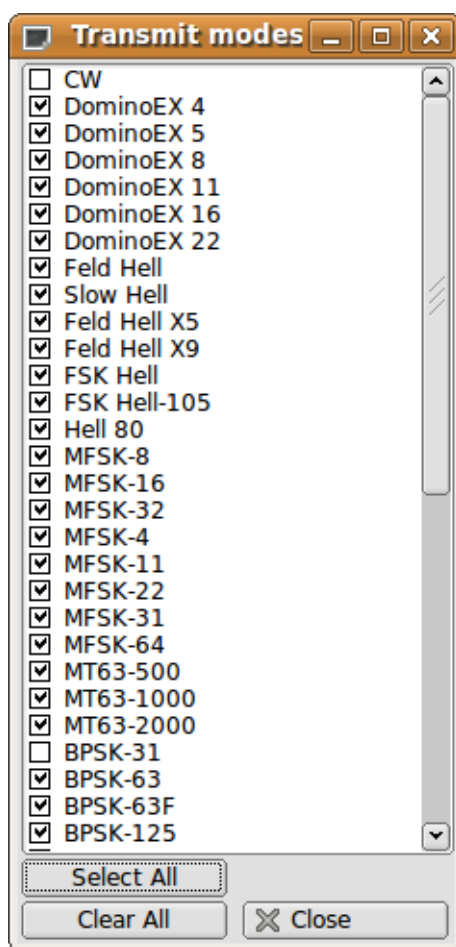 Transmit modes
CW
DominoEX 4
DominoEX 5
DominoEX 8
DominoEX 11
DominoEX 16
DominoEX 22
Feld Hell
Slow Hell
Feld Hell X5
Feld Hell X9
FSK Hell
FSK Hell-105
Hell 80
MFSK-8
MFSK-16
MFSK-32
MFSK-4
MFSK-11
MFSK-22
MFSK-31
MFSK-64
MT63-500
MT63-1000
MT63-2000
BPSK-31
BPSK-63
BPSK-63F
BPSK-125
Select All
Clear All Close